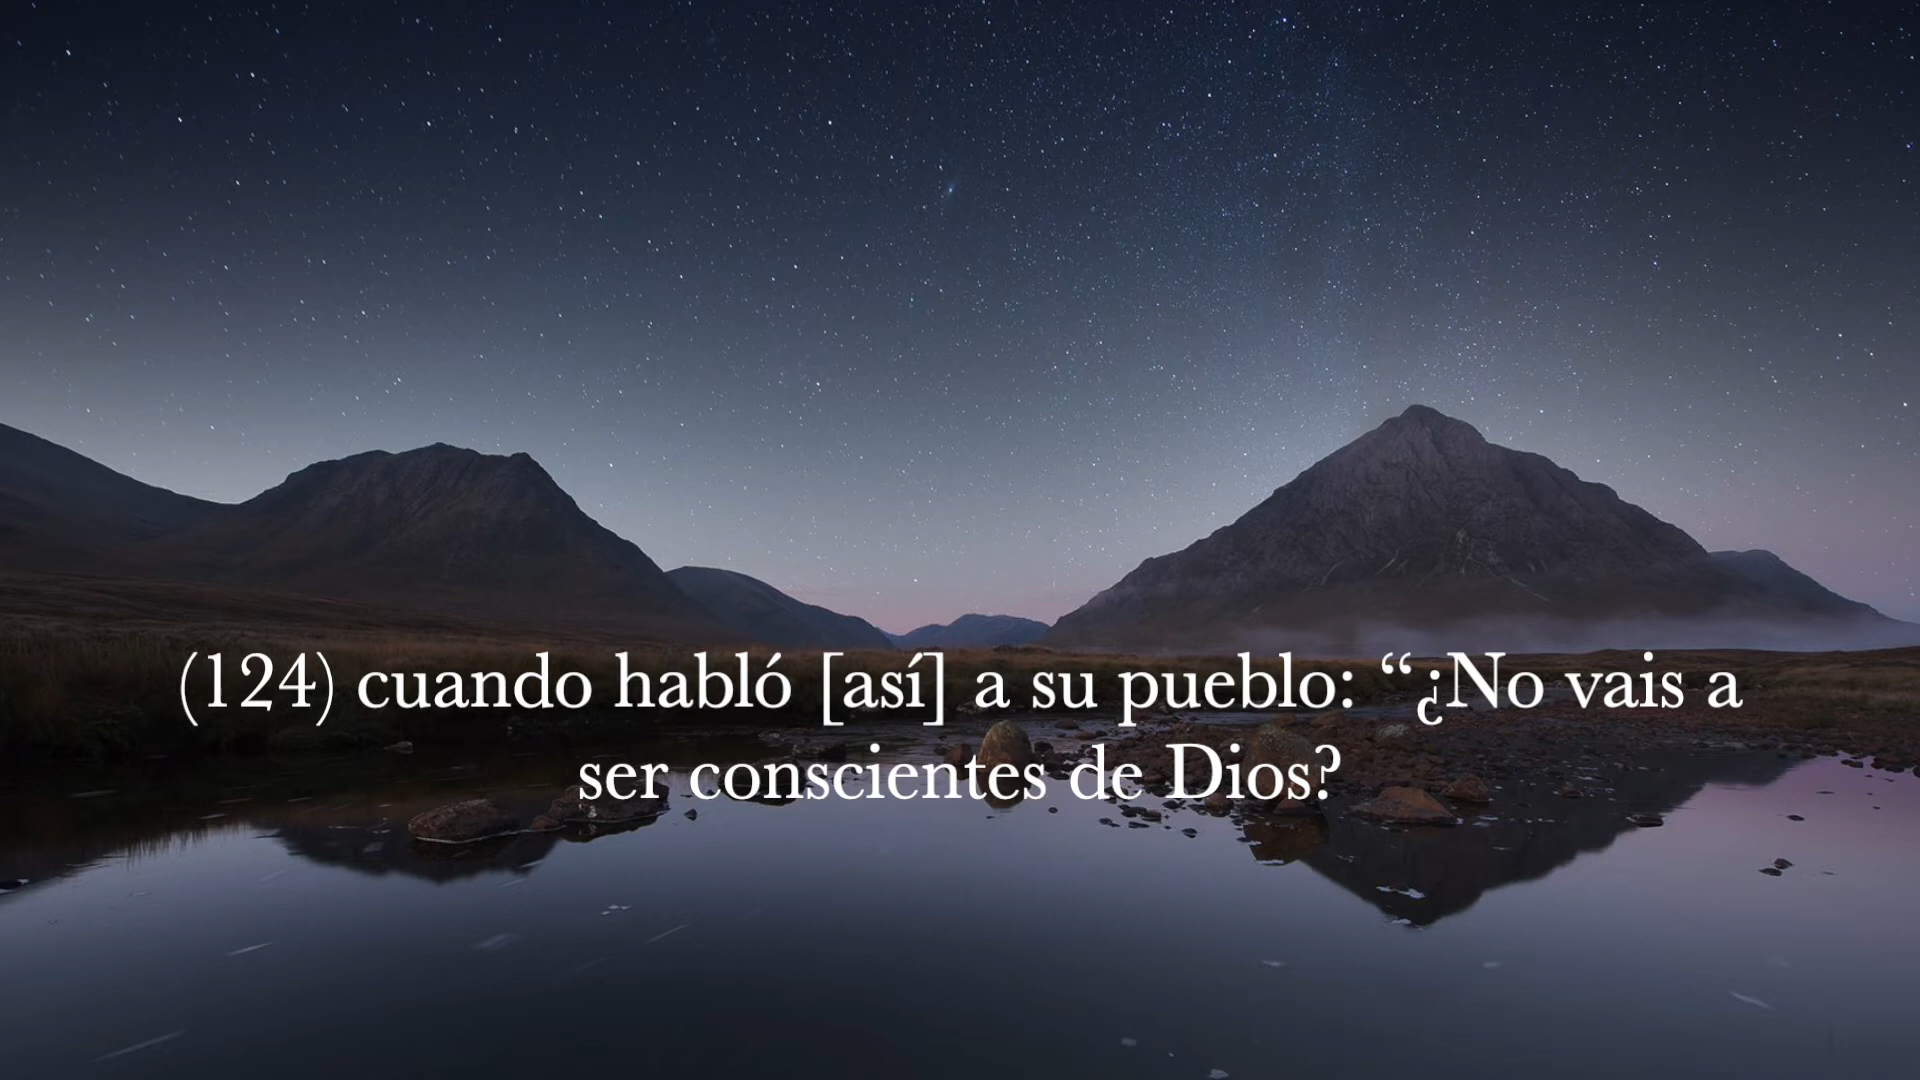 (124) cuando habló [así] a su pueblo: “¿No vais a
ser conscientes de Dios?